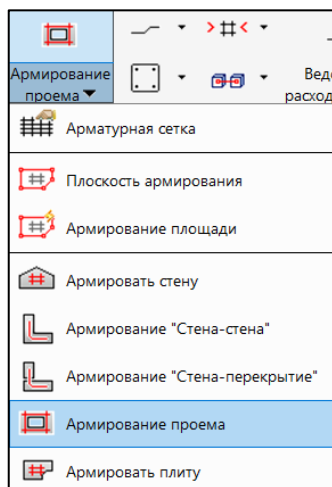 Армирование
проема
Вед
расход
Арматурная сетка
Плоскость армирования
Армирование площади
Армировать стену
Армирование "Стена-стена"
Армирование "Стена-перекрытие"
Армирование проема
Армировать плиту